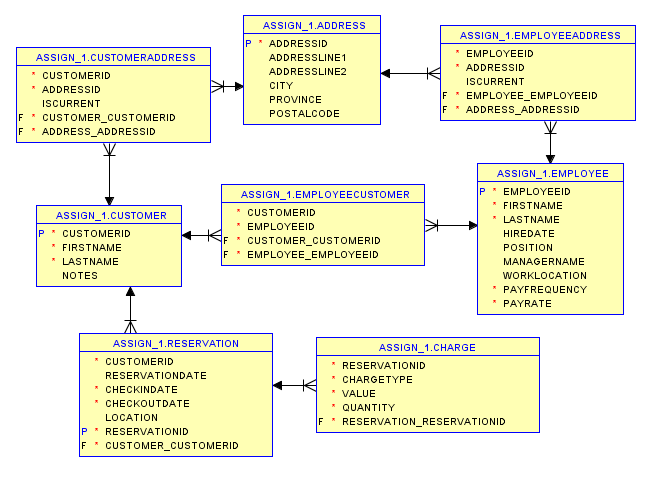 ASSIGN_1.ADDRESS
P * ADDRESSID
ADDRESSLINE1
ADDRESSLINE2
CITY
PROVINCE
POSTALCODE
ASSIGN_1.EMPLOYEEADDRESS
* EMPLOYEEID
* ADDRESSID
ISCURRENT
F * EMPLOYEE_EMPLOYEEID
F * ADDRESS_ADDRESSID
ASSIGN_1.CUSTOMERADDRESS
* CUSTOMERID
* ADDRESSID
ISCURRENT
F * CUSTOMER_CUSTOMERID
F * ADDRESS_ADDRESSID
ASSIGN_1.EMPLOYEE
P * EMPLOYEEID
* FIRSTNAME
* LASTNAME
HIREDATE
POSITION
MANAGERNAME
WORKLOCATION
* PAYFREQUENCY
* PAYRATE
ASSIGN_1.EMPLOYEECUSTOMER
* CUSTOMERID
* EMPLOYEEID
F * CUSTOMER_CUSTOMERID
F * EMPLOYEE_EMPLOYEEID
ASSIGN_1.CUSTOMER
P * CUSTOMERID
* FIRSTNAME
* LASTNAME
NOTES
ASSIGN_1.RESERVATION
* CUSTOMERID
RESERVATIONDATE
* CHECKINDATE
* CHECKOUTDATE
LOCATION
P * RESERVATIONID
F * CUSTOMER_CUSTOMERID
ASSIGN_1.CHARGE
* RESERVATIONID
* CHARGETYPE
* VALUE
* QUANTITY
F * RESERVATION_RESERVATIONID